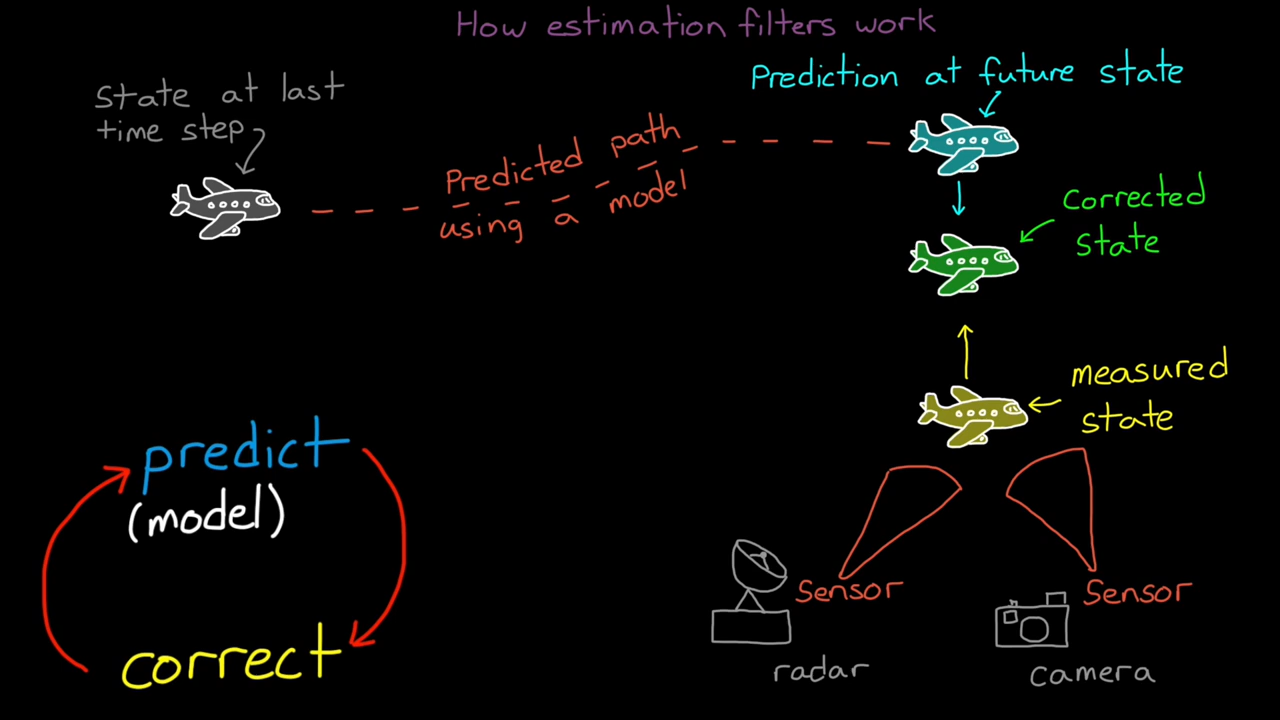 How estimation filters work
State at last
time step
Predicted path
using a model
Prediction at future state
Corrected
state
measured
state
predict
(model)
correct
Sensor
Sensor
radar
camera